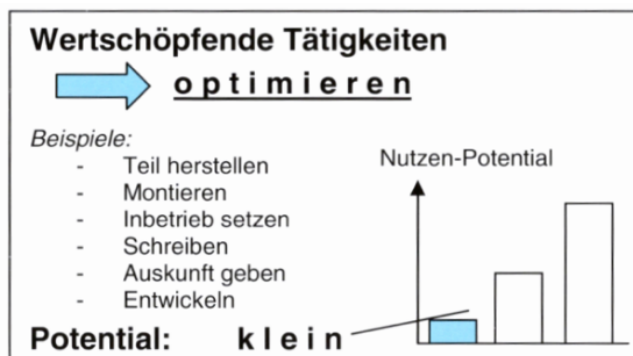 Wertschöpfende Tätigkeiten
optimieren
Beispiele:
- Teil herstellen
Nutzen-Potential
- Montieren
- Inbetrieb setzen
- Schreiben
- Auskunft geben
- Entwickeln
Potential: klein